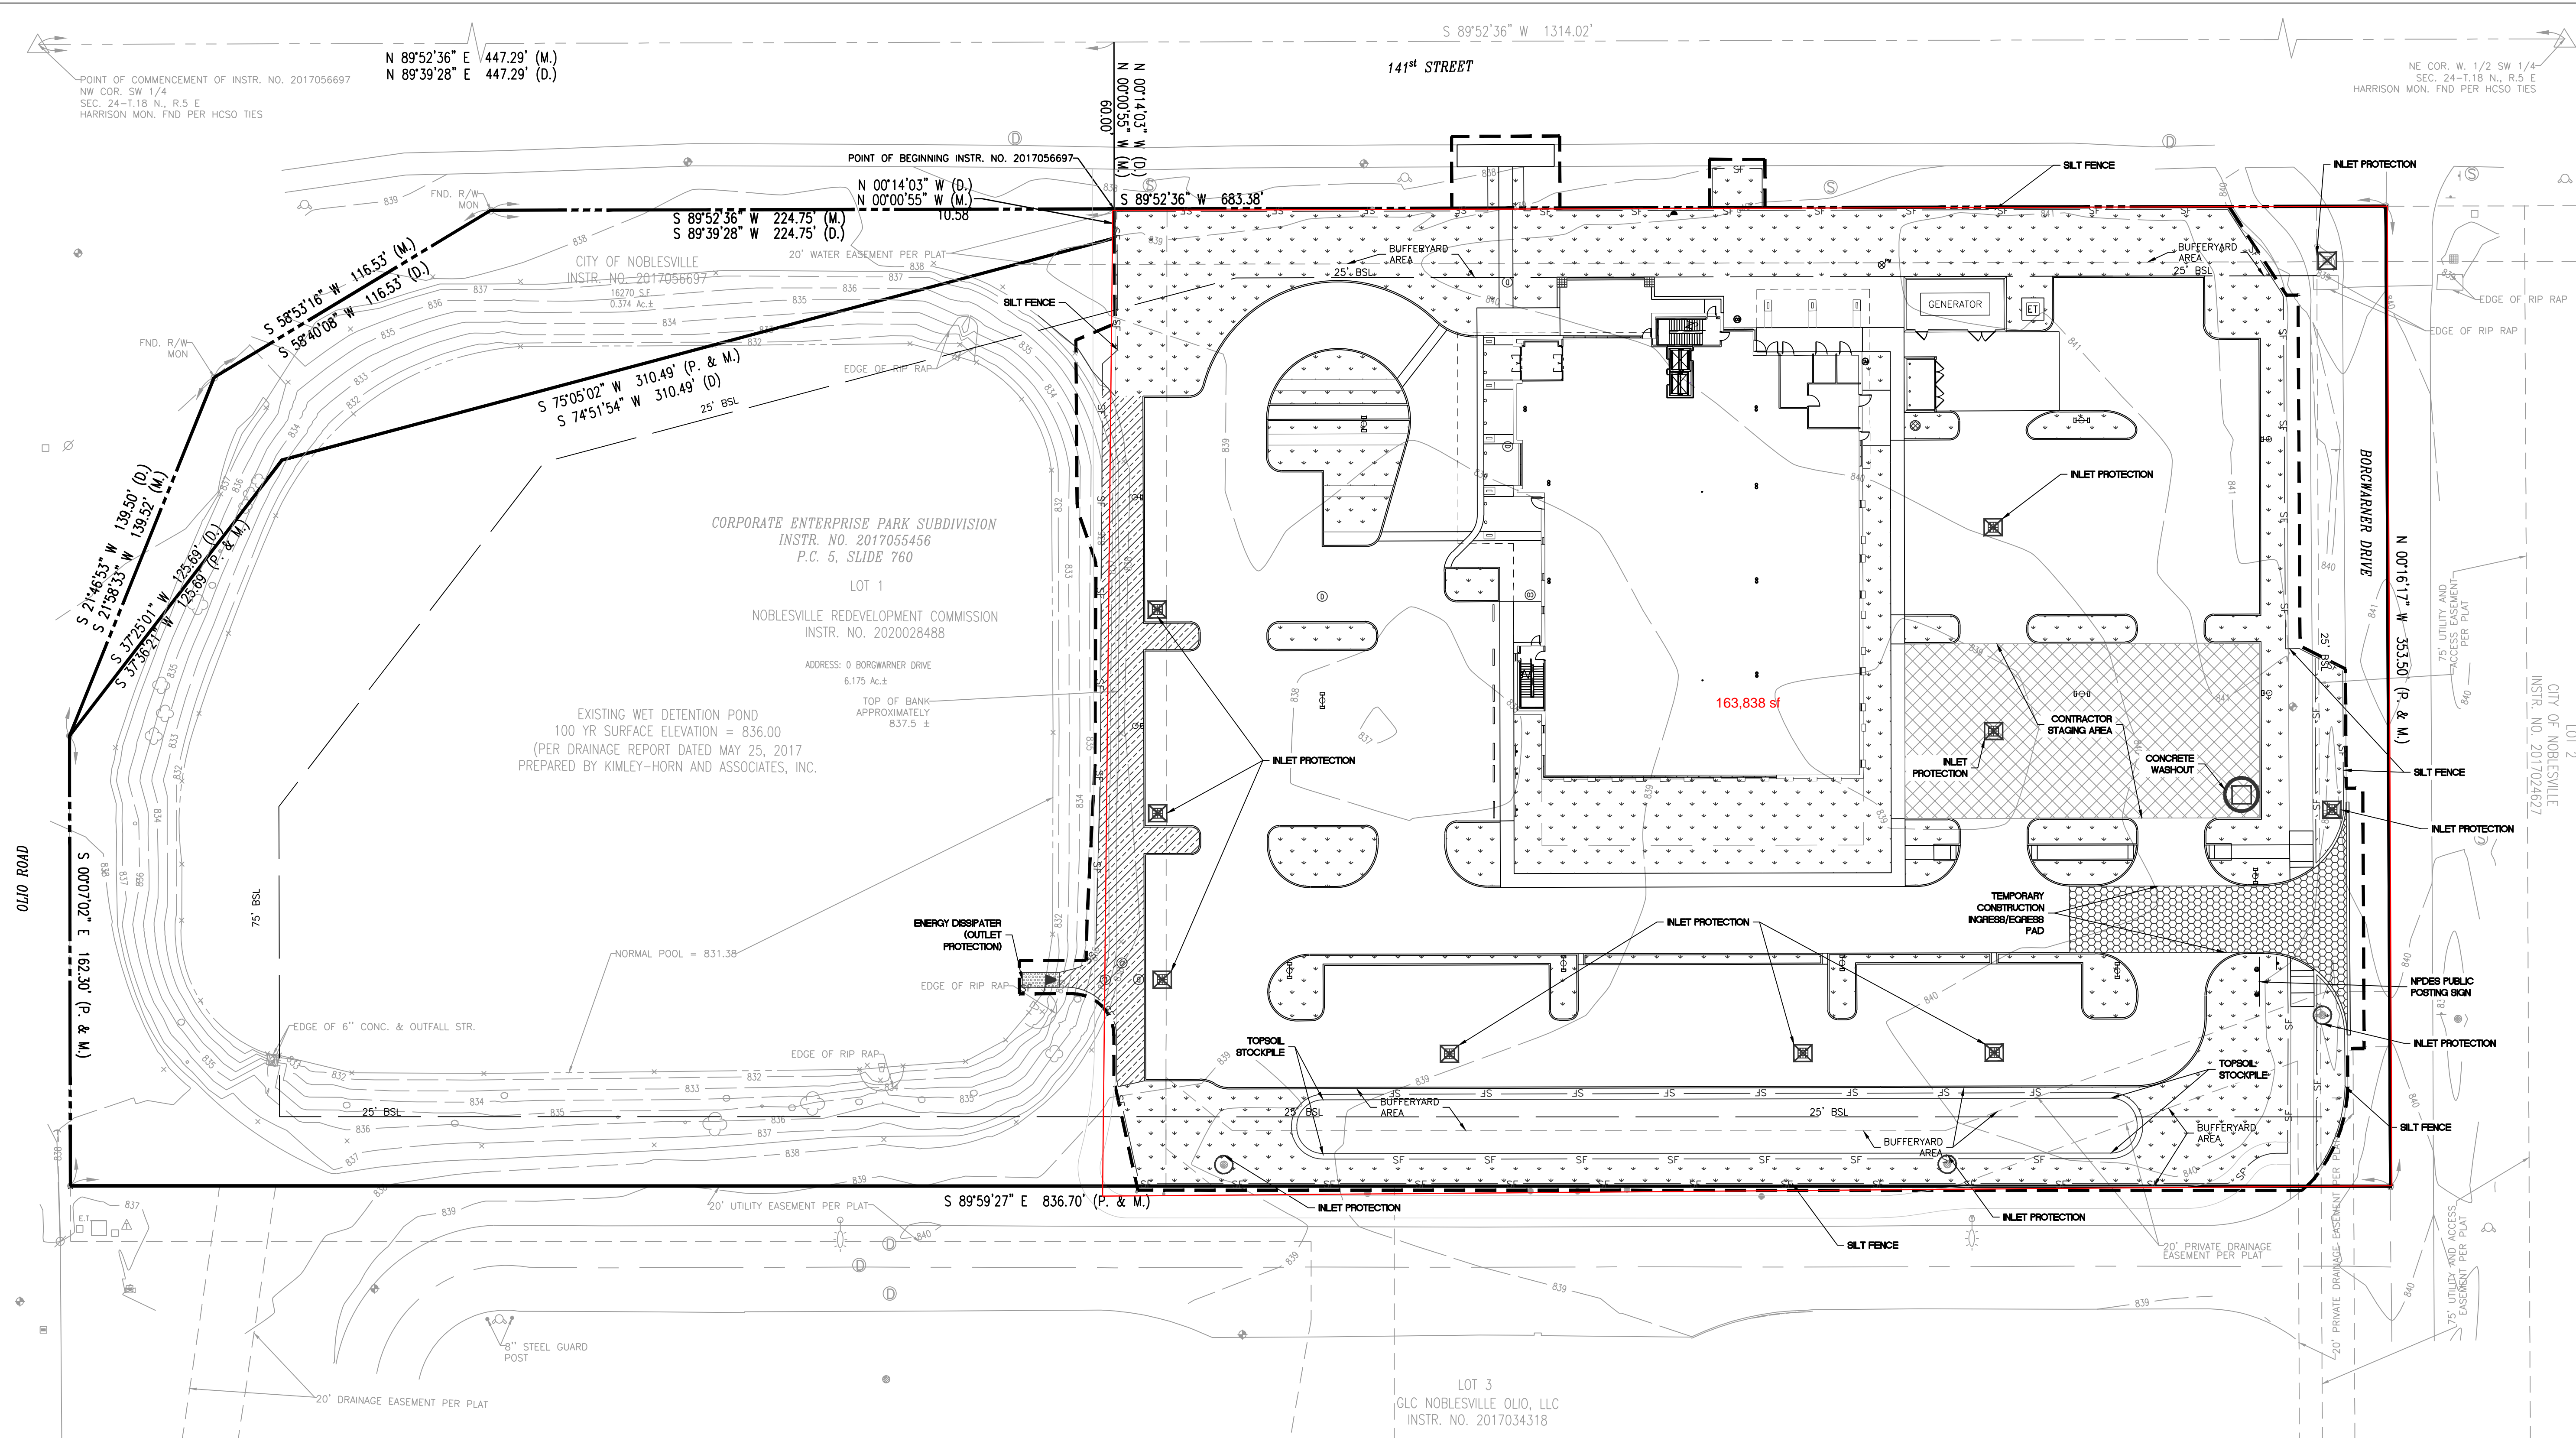 S 89°52'36" W   1314.02'
N 89°52'36" E   447.29' (M.)
N 89°39'28" E   447.29' (D.)
141st STREET
POINT OF COMMENCEMENT OF INSTR. NO. 2017056697
NW COR. SW 1/4
SEC. 24-T.18 N., R.5 E
HARRISON MON. FND PER HCSO TIES
NE COR. W. 1/2 SW 1/4
SEC. 24-T.18 N., R.5 E
HARRISON MON. FND PER HCSO TIES
N 00°14'03" W (D.)
N 00°00'55" W (M.)
60.00'
POINT OF BEGINNING INSTR. NO. 2017056697
N 00°14'03" W (D.)
N 00°00'55" W (M.)
10.58
S 89°52'36" W   683.38'
S 89°52'36" W   224.75' (M.)
S 89°39'28" W   224.75' (D.)
FND. R/W
MON
SILT FENCE
INLET PROTECTION
20' WATER EASEMENT PER PLAT
CITY OF NOBLESVILLE
INSTR. NO. 2017056697
16270 S.F.
0.374 Ac.±
S 58°53'16" W   116.53' (M.)
S 58°40'08" W   116.53' (D.)
FND. R/W
MON
SILT FENCE
BUFFERYARD
AREA
25' BSL
BUFFERYARD
AREA
25' BSL
GENERATOR
ET
EDGE OF RIP RAP
EDGE OF RIP RAP
EDGE OF RIP RAP
S 75°05'02" W   310.49' (P. & M.)
S 74°51'54" W   310.49' (D)
25' BSL
S 21°46'53" W   139.50' (D.)
S 21°58'33" W   139.52' (M.)
S 37°25'01" W   125.69' (D.)
S 37°36'21" W   125.69' (P. & M.)
CORPORATE ENTERPRISE PARK SUBDIVISION
INSTR. NO. 2017055456
P.C. 5, SLIDE 760
LOT 1
NOBLESVILLE REDEVELOPMENT COMMISSION
INSTR. NO. 2020028488
ADDRESS: 0 BORGWARNER DRIVE
6.175 Ac.±
TOP OF BANK
APPROXIMATELY
837.5 ±
EXISTING WET DETENTION POND
100 YR SURFACE ELEVATION = 836.00
(PER DRAINAGE REPORT DATED MAY 25, 2017
PREPARED BY KIMLEY-HORN AND ASSOCIATES, INC.
INLET PROTECTION
BORGWARNER DRIVE
N 00°16'17" W   353.50' (P. & M.)
75' UTILITY AND
ACCESS EASEMENT
PER PLAT
25' BSL
LOT 2
CITY OF NOBLESVILLE
INSTR. NO. 2017024627
163,838 sf
CONTRACTOR
STAGING AREA
INLET
PROTECTION
CONCRETE
WASHOUT
INLET PROTECTION
SILT FENCE
INLET PROTECTION
OLIO ROAD
S 00°07'02" E   162.30' (P. & M.)
75' BSL
ENERGY DISSIPATER
(OUTLET
PROTECTION)
NORMAL POOL = 831.38
EDGE OF RIP RAP
EDGE OF 6" CONC. & OUTFALL STR.
EDGE OF RIP RAP
25' BSL
INLET PROTECTION
TEMPORARY
CONSTRUCTION
INGRESS/EGRESS
PAD
NPDES PUBLIC
POSTING SIGN
INLET PROTECTION
TOPSOIL
STOCKPILE
TOPSOIL
STOCKPILE
25' BSL
BUFFERYARD
AREA
25' BSL
BUFFERYARD
AREA
BUFFERYARD
AREA
SILT FENCE
S 89°59'27" E   836.70' (P. & M.)
20' UTILITY EASEMENT PER PLAT
INLET PROTECTION
INLET PROTECTION
SILT FENCE
20' PRIVATE DRAINAGE
EASEMENT PER PLAT
20' PRIVATE DRAINAGE EASEMENT PER PLAT
75' UTILITY AND ACCESS
EASEMENT PER PLAT
E.T
8" STEEL GUARD
POST
20' DRAINAGE EASEMENT PER PLAT
LOT 3
GLC NOBLESVILLE OLIO, LLC
INSTR. NO. 2017034318